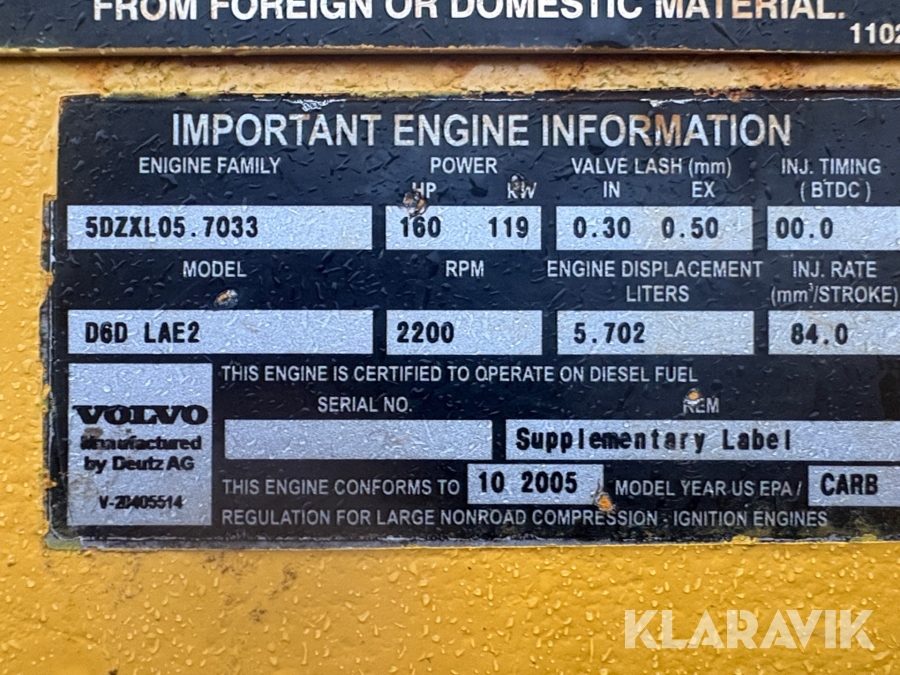 FROM FOREIGN OR DOMESTIC MATERIAL.
1102
IMPORTANT ENGINE INFORMATION
ENIGINE FAMILY POWER VALVE LASH (mm) INJ. TIMING
HP KW IN EX (BTDC)
5DZXL05.7033 160 119 0.30 0.50 00.0
MODEL RPM ENGINE DISPLACEMENT INJ. RATE
LITERS (mm³/STROKE)
D6D LAE2 2200 5.702 84.0
THIS ENGINE IS CERTIFIED TO OPERATE ON DIESEL FUEL
SERIAL NO. REM
Supplementary Label
VOLVO
Manufactured
by Deutz AG
V-20405514
THIS ENGINE CONFORMS TO 10 2005 MODEL YEAR US EPA / CARB
REGULATION FOR LARGE NONROAD COMPRESSION - IGNITION ENGINES
KLARAVIK